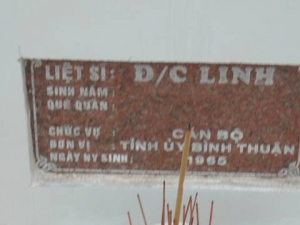 LIỆT SĨ: Đ/C LINH
SINH NĂM:
QUÊ QUÁN:
CHỨC VỤ: CÁN BỘ
ĐƠN VỊ: TỈNH ỦY BÌNH THUẬN
NGÀY HY SINH: 1965